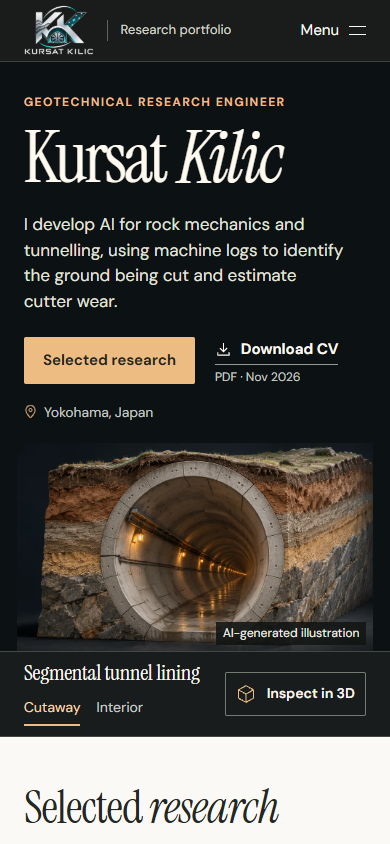 KURSAT KILIC
Research portfolio
Menu
GEOTECHNICAL RESEARCH ENGINEER
Kursat Kilic
I develop AI for rock mechanics and
tunnelling, using machine logs to identify
the ground being cut and estimate
cutter wear.
Selected research
Download CV
PDF · Nov 2026
Yokohama, Japan
AI-generated illustration
Segmental tunnel lining
Cutaway
Interior
Inspect in 3D
Selected research